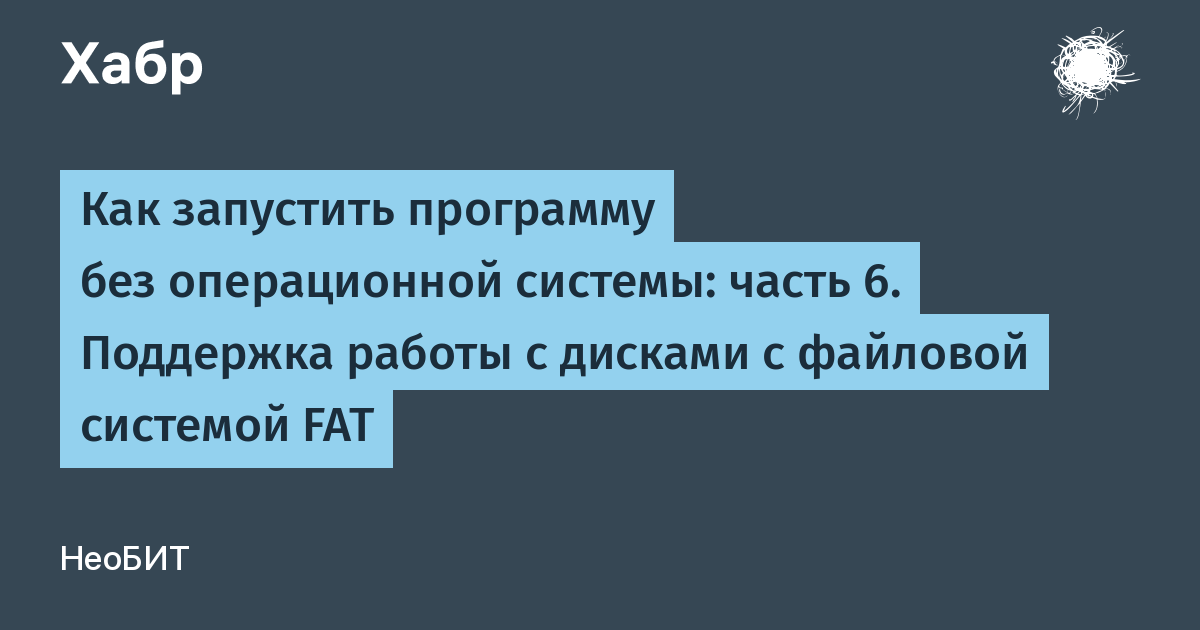 Хабр
Как запустить программу
без операционной системы: часть 6.
Поддержка работы с дисками с файловой
системой FAT
НеоБИТ